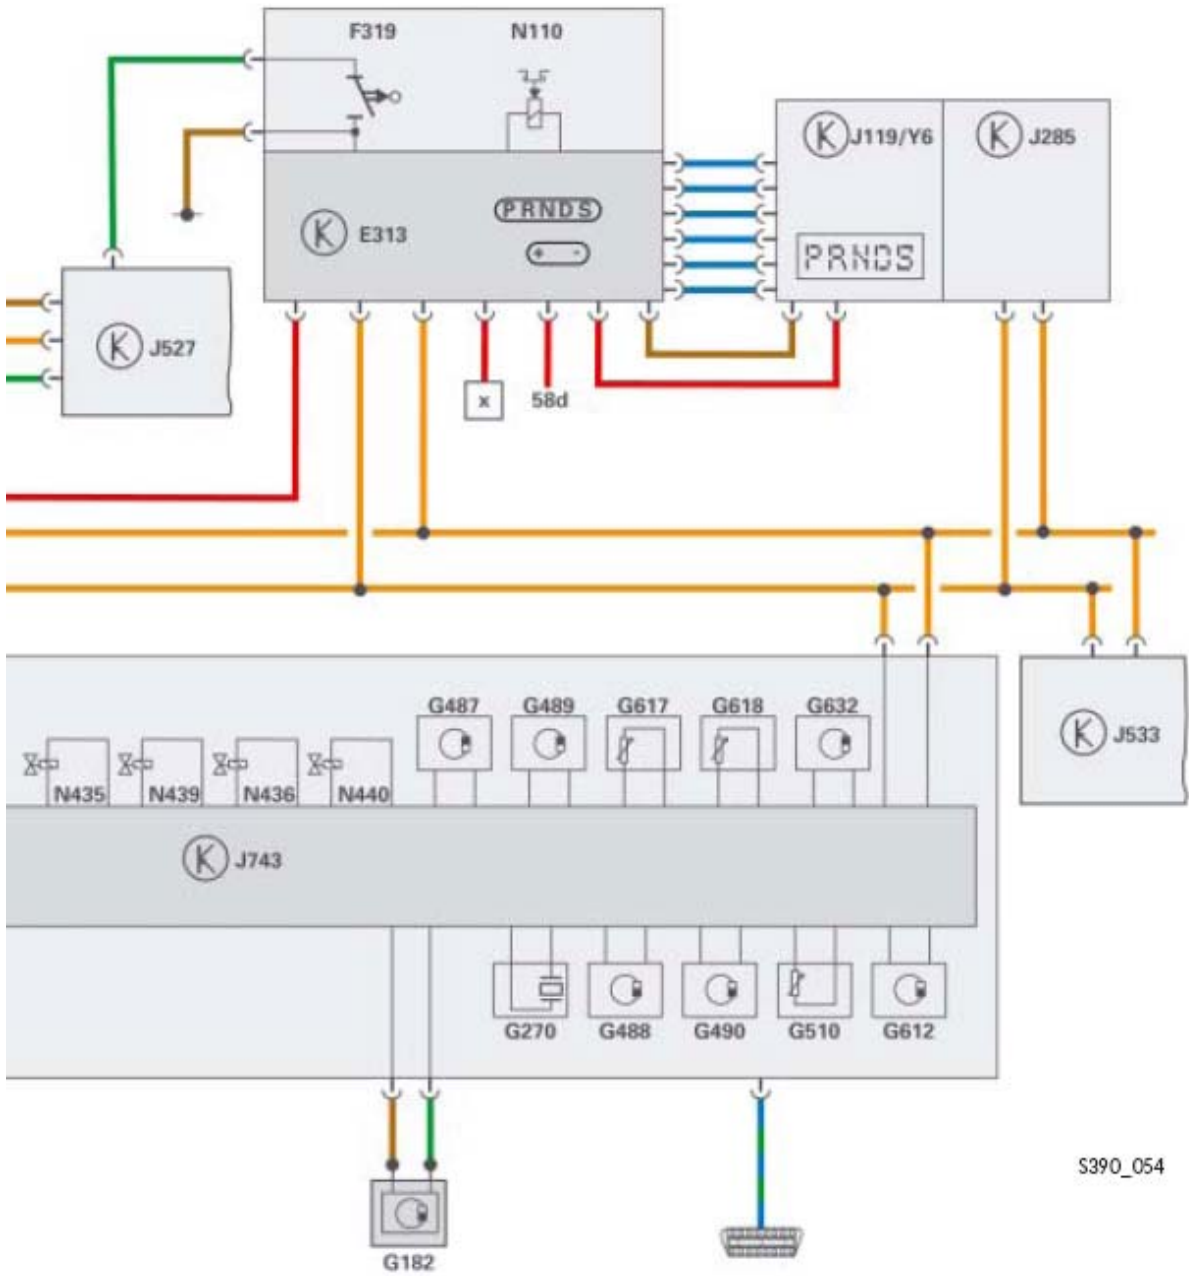 F319 N110
J119/Y6 J285
PRNDS
E313
+ -
PRNDS
J527
x 58d
G487 G489 G617 G618 G632
J533
N435 N439 N436 N440
J743
G270 G488 G490 G510 G612
S390_054
G182